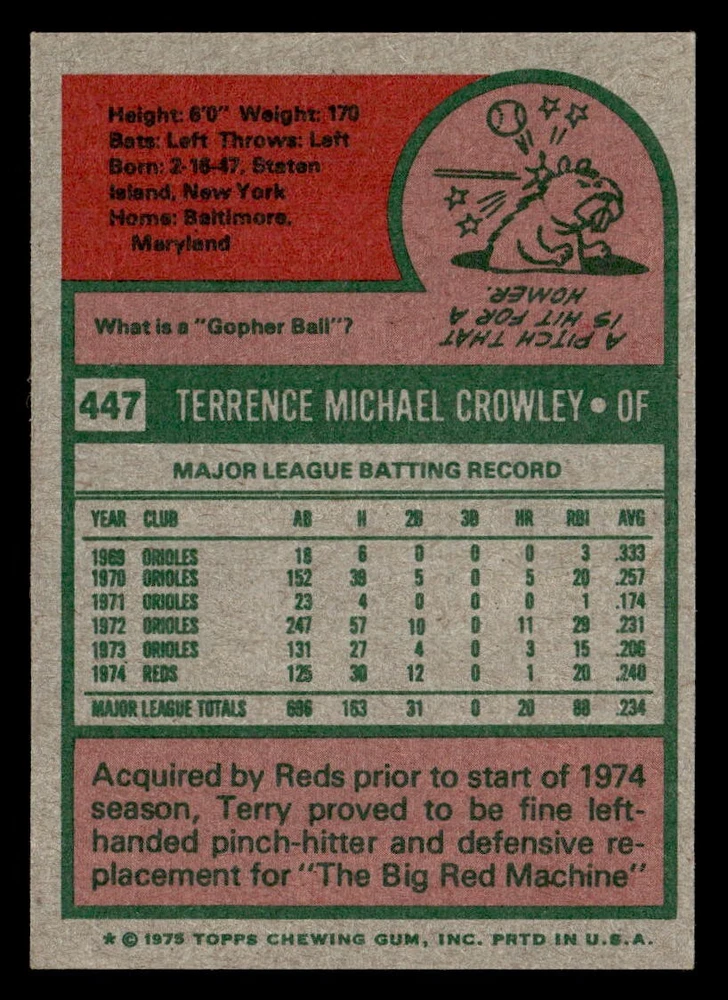 Height: 6'0" Weight: 170
Bats: Left Throws: Left
Born: 2-16-47, Staten
Island, New York
Home: Baltimore,
Maryland
What is a "Gopher Ball"?
A PITCH THAT
IS HIT FOR A
HOMER.
447 TERRENCE MICHAEL CROWLEY • OF
MAJOR LEAGUE BATTING RECORD
YEAR CLUB AB H 2B 3B HR RBI AVG
1969 ORIOLES 18 6 0 0 0 3 .333
1970 ORIOLES 152 39 5 0 5 20 .257
1971 ORIOLES 23 4 0 0 0 1 .174
1972 ORIOLES 247 57 10 0 11 29 .231
1973 ORIOLES 131 27 4 0 3 15 .206
1974 REDS 125 30 12 0 1 20 .240
MAJOR LEAGUE TOTALS 696 163 31 0 20 88 .234
Acquired by Reds prior to start of 1974
season, Terry proved to be fine left-
handed pinch-hitter and defensive re-
placement for "The Big Red Machine"
* © 1975 TOPPS CHEWING GUM, INC. PRTD IN U.S.A.